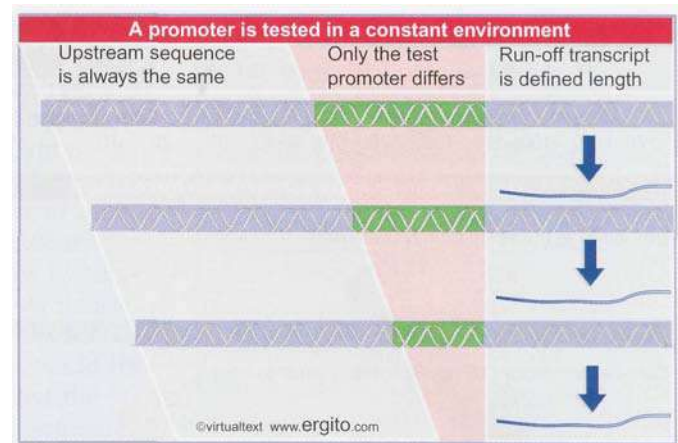 A promoter is tested in a constant environment
Upstream sequence
is always the same
Only the test
promoter differs
Run-off transcript
is defined length
©virtualtext www.ergito.com